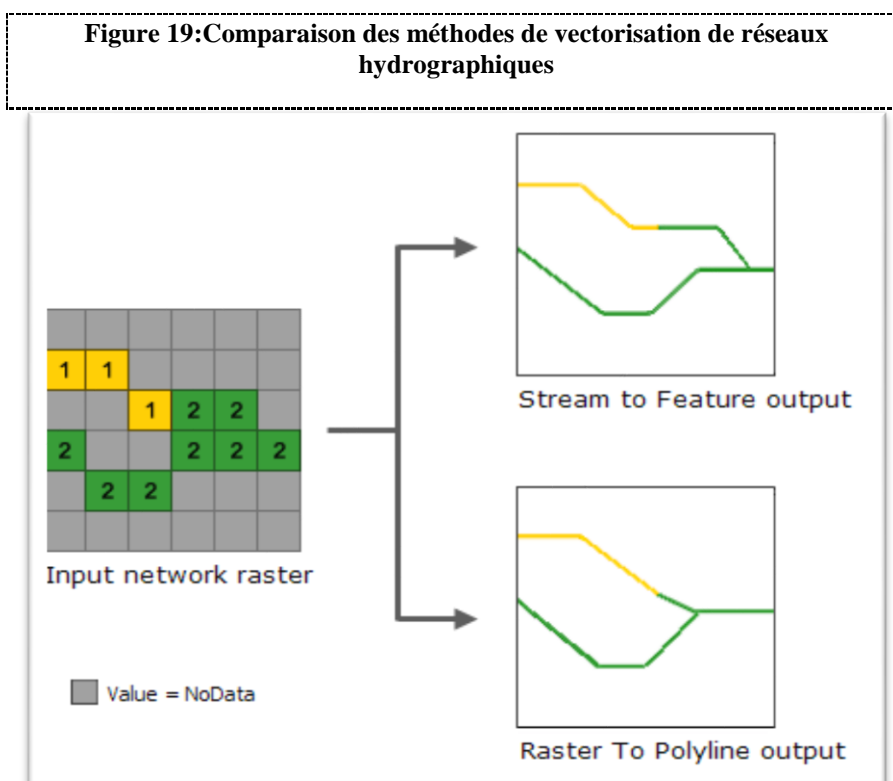 Figure 19:Comparaison des méthodes de vectorisation de réseaux
hydrographiques
1 1
1 2 2
2 2 2 2
2 2
Input network raster
Value = NoData
Stream to Feature output
Raster To Polyline output